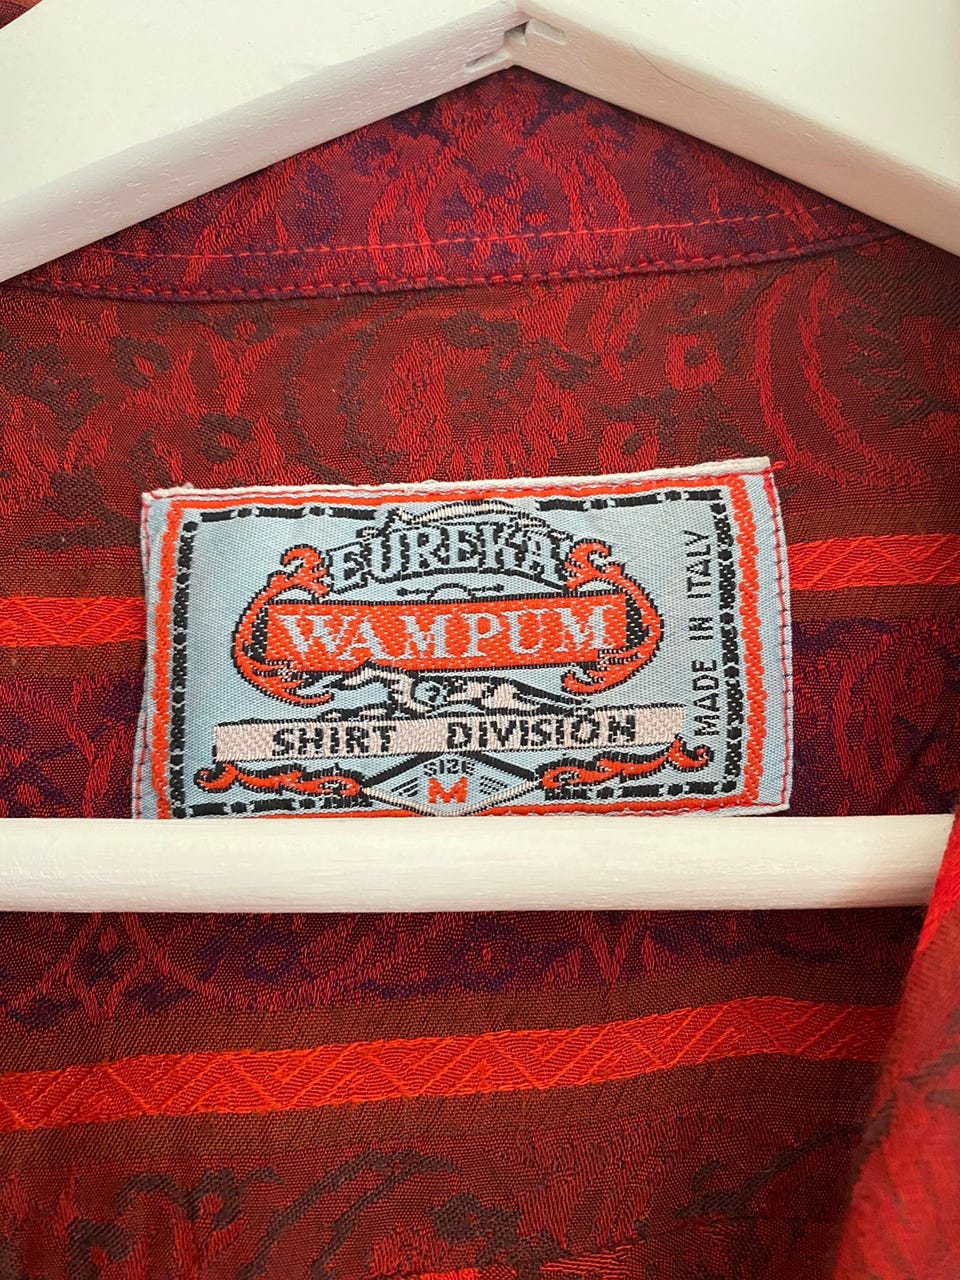 EUREKA
WAMPUM
SHIRT DIVISION
SIZE
M
MADE IN ITALY